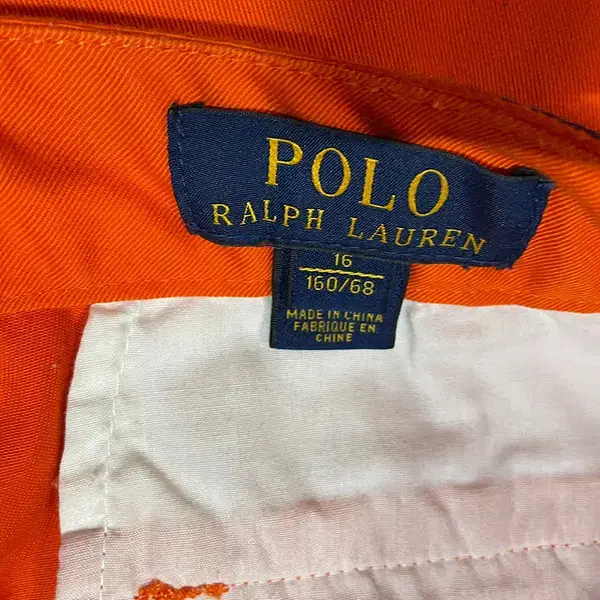 POLO
RALPH LAUREN
16
160/68
MADE IN CHINA
FABRIQUE EN
CHINE